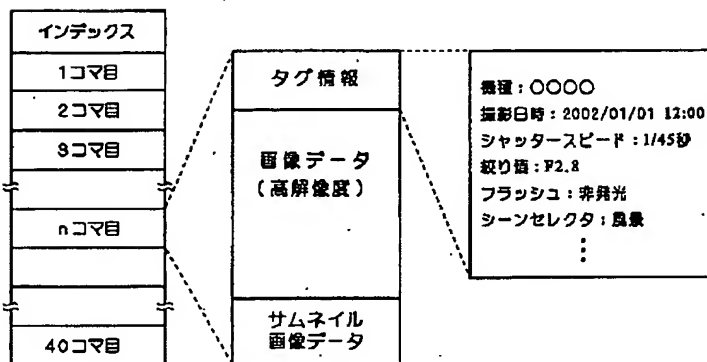 インデックス
1コマ目
2コマ目
3コマ目
nコマ目
40コマ目
タグ情報
画像データ
(高解像度)
サムネイル
画像データ
機種：○○○○
撮影日時：2002/01/01 12:00
シャッタースピード：1/45秒
絞り値：F2.8
フラッシュ：非発光
シーンセレクタ：風景